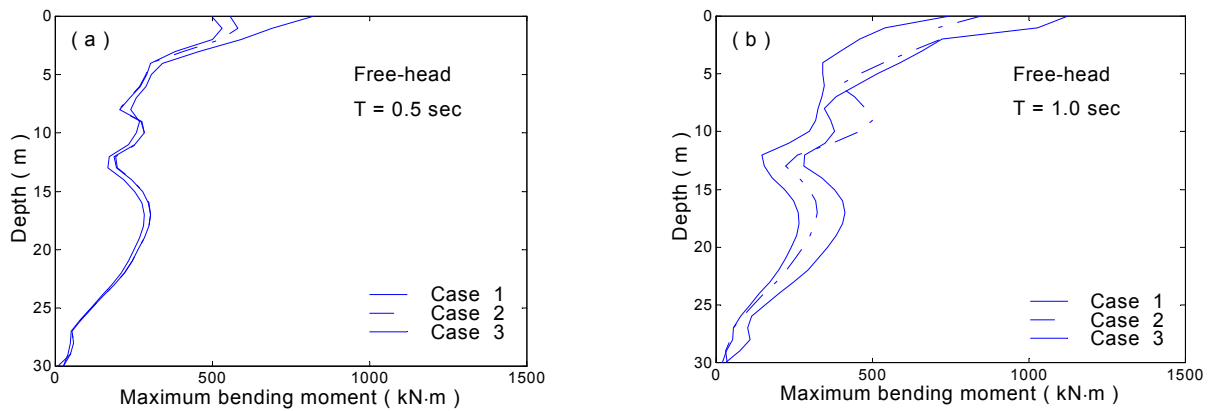 ( a )
Free-head
T = 0.5 sec
0
5
10
15
20
25
30
Depth ( m )
Case 1
Case 2
Case 3
0
500
1000
1500
Maximum bending moment ( kN·m )
( b )
Free-head
T = 1.0 sec
0
5
10
15
20
25
30
Depth ( m )
Case 1
Case 2
Case 3
0
500
1000
1500
Maximum bending moment ( kN·m )